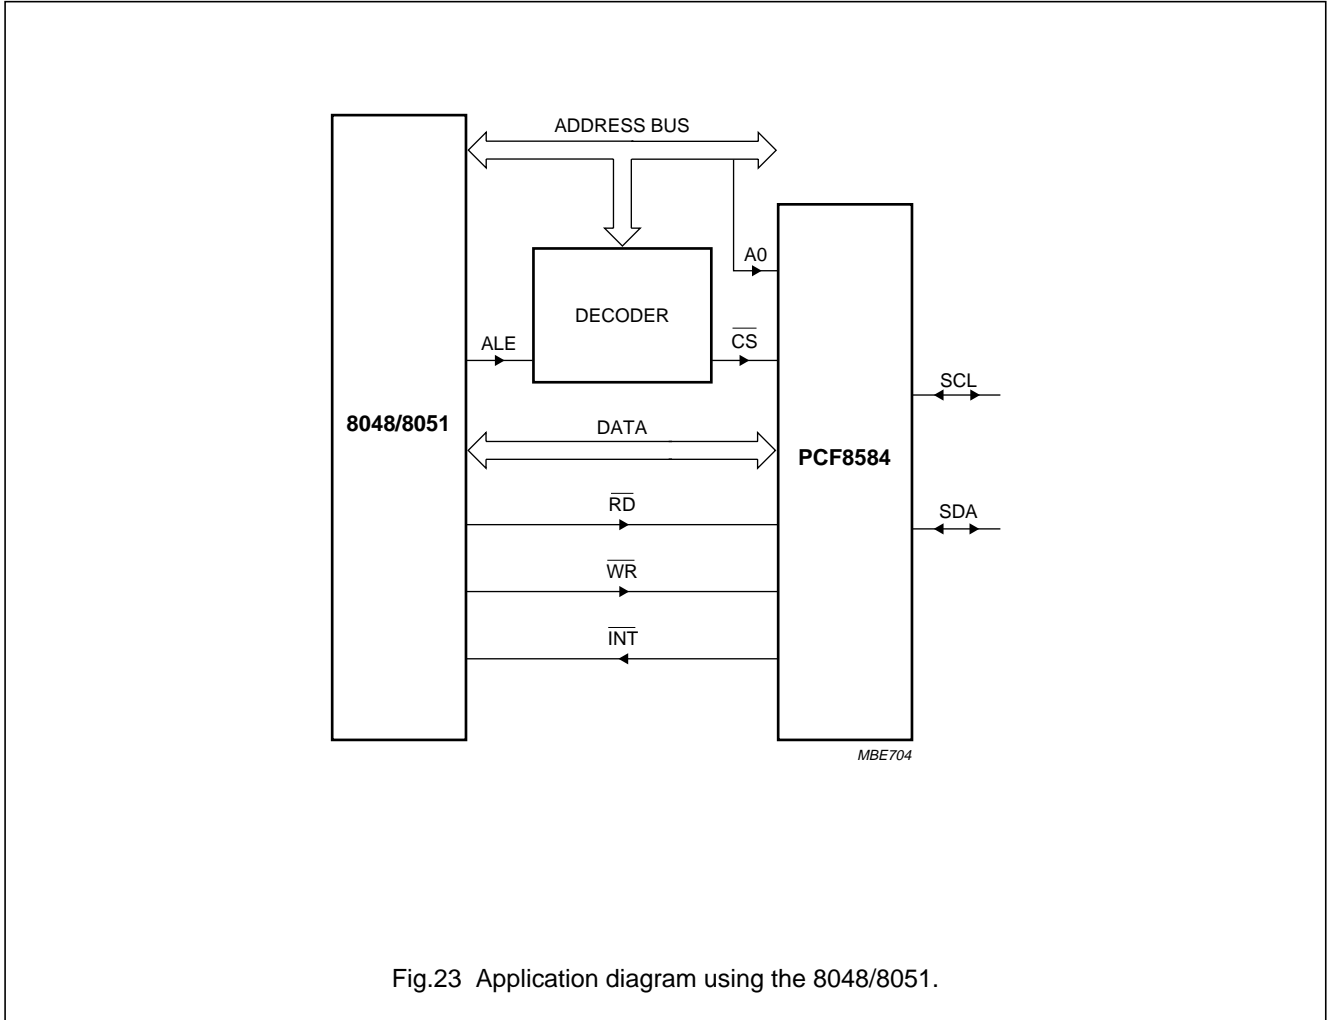 ADDRESS BUS
A0
DECODER
ALE
CS
SCL
8048/8051
DATA
PCF8584
RD
SDA
WR
INT
MBE704
Fig.23 Application diagram using the 8048/8051.